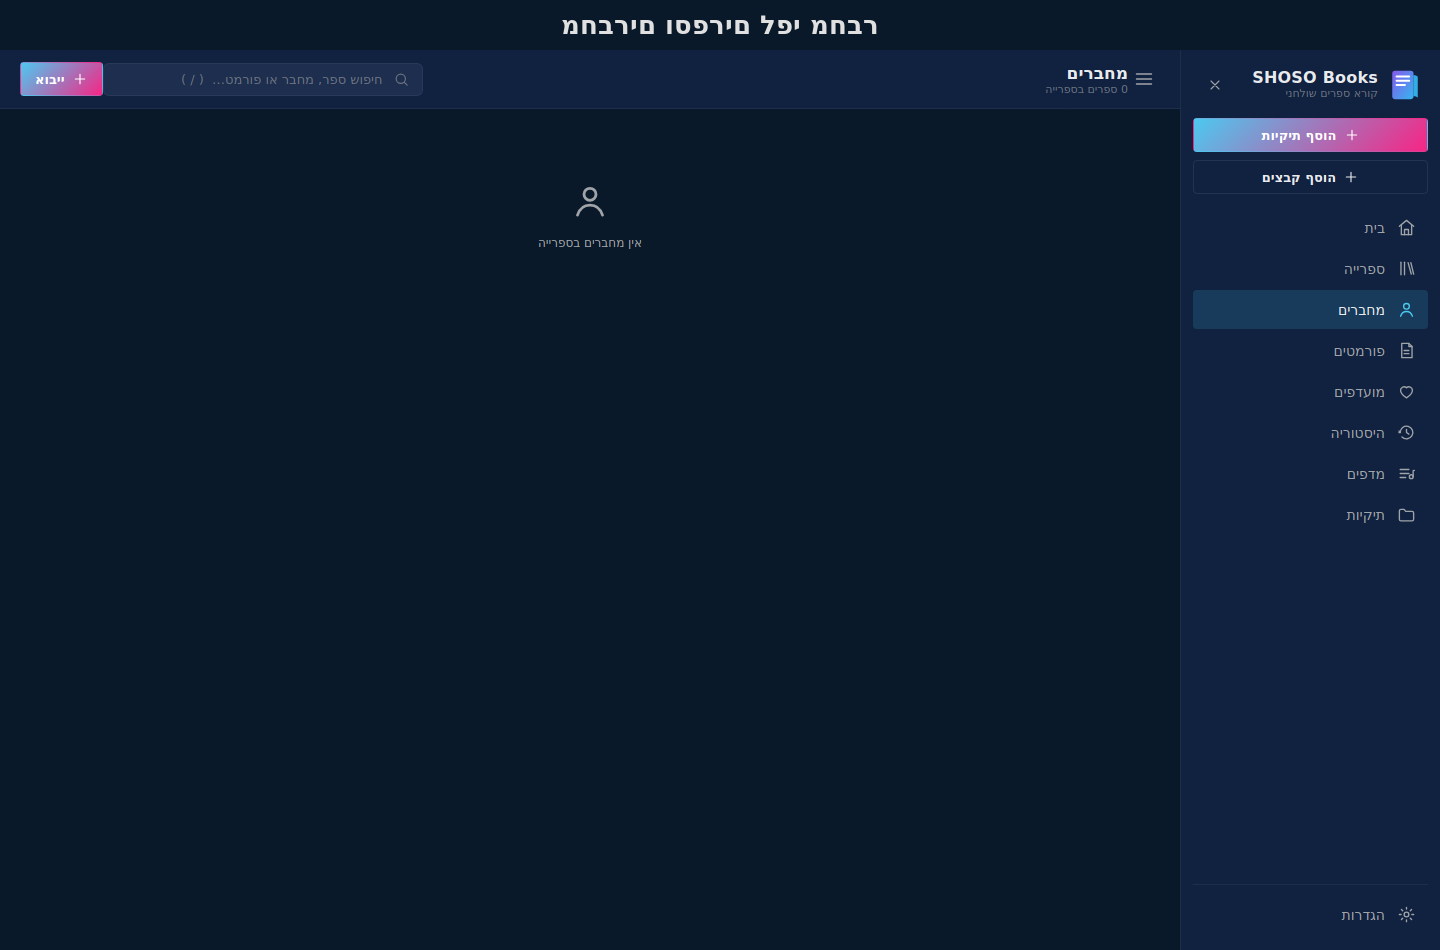 רבחמ יפל םירפסו םירבחמ
SHOSO Books
קורא ספרים שולחני
הוסף תיקיות
הוסף קבצים
בית
ספרייה
מחברים
פורמטים
מועדפים
היסטוריה
מדפים
תיקיות
הגדרות
מחברים
0 ספרים בספרייה
חיפוש ספר, מחבר או פורמט... ( / )
ייבוא
אין מחברים בספרייה